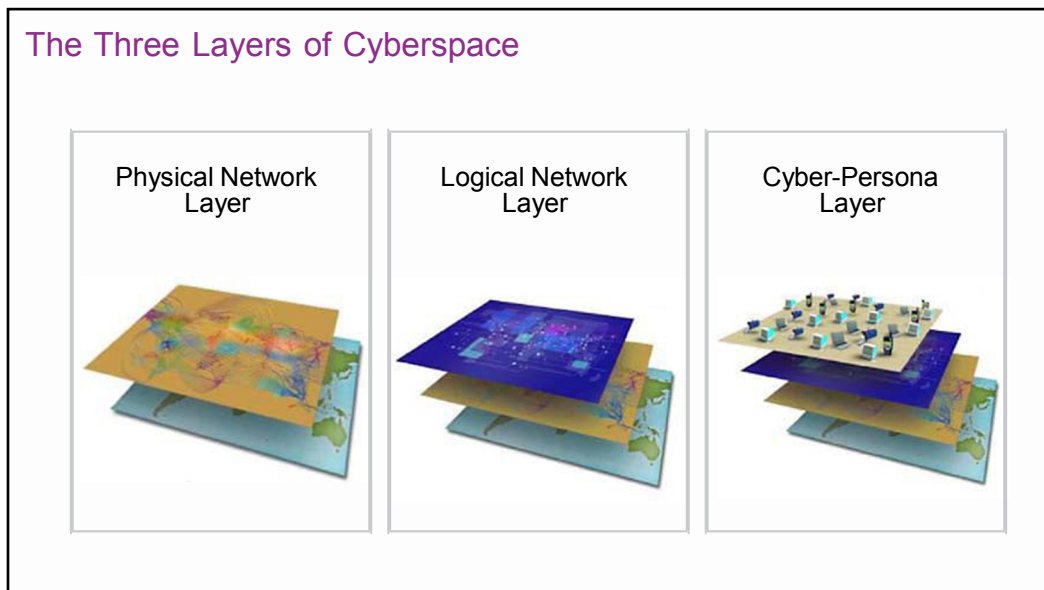 The Three Layers of Cyberspace
Physical Network
Layer
Logical Network
Layer
Cyber-Persona
Layer